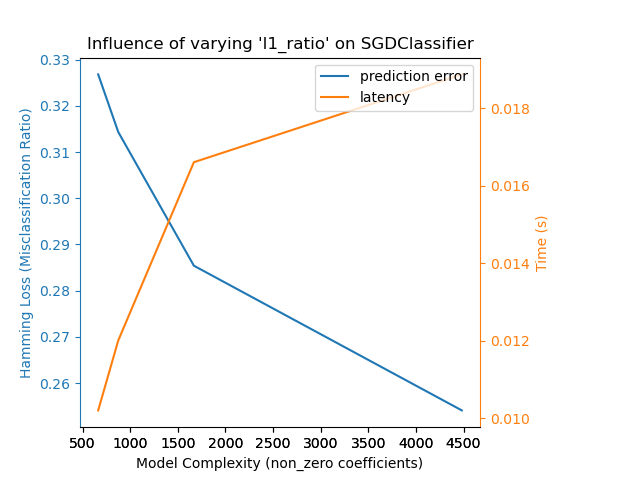 Influence of varying 'l1_ratio' on SGDClassifier
prediction error
latency
0.33
0.32
0.31
0.30
0.29
0.28
0.27
0.26
Hamming Loss (Misclassification Ratio)
0.018
0.016
0.014
0.012
0.010
Time (s)
500 1000 1500 2000 2500 3000 3500 4000 4500
Model Complexity (non_zero coefficients)